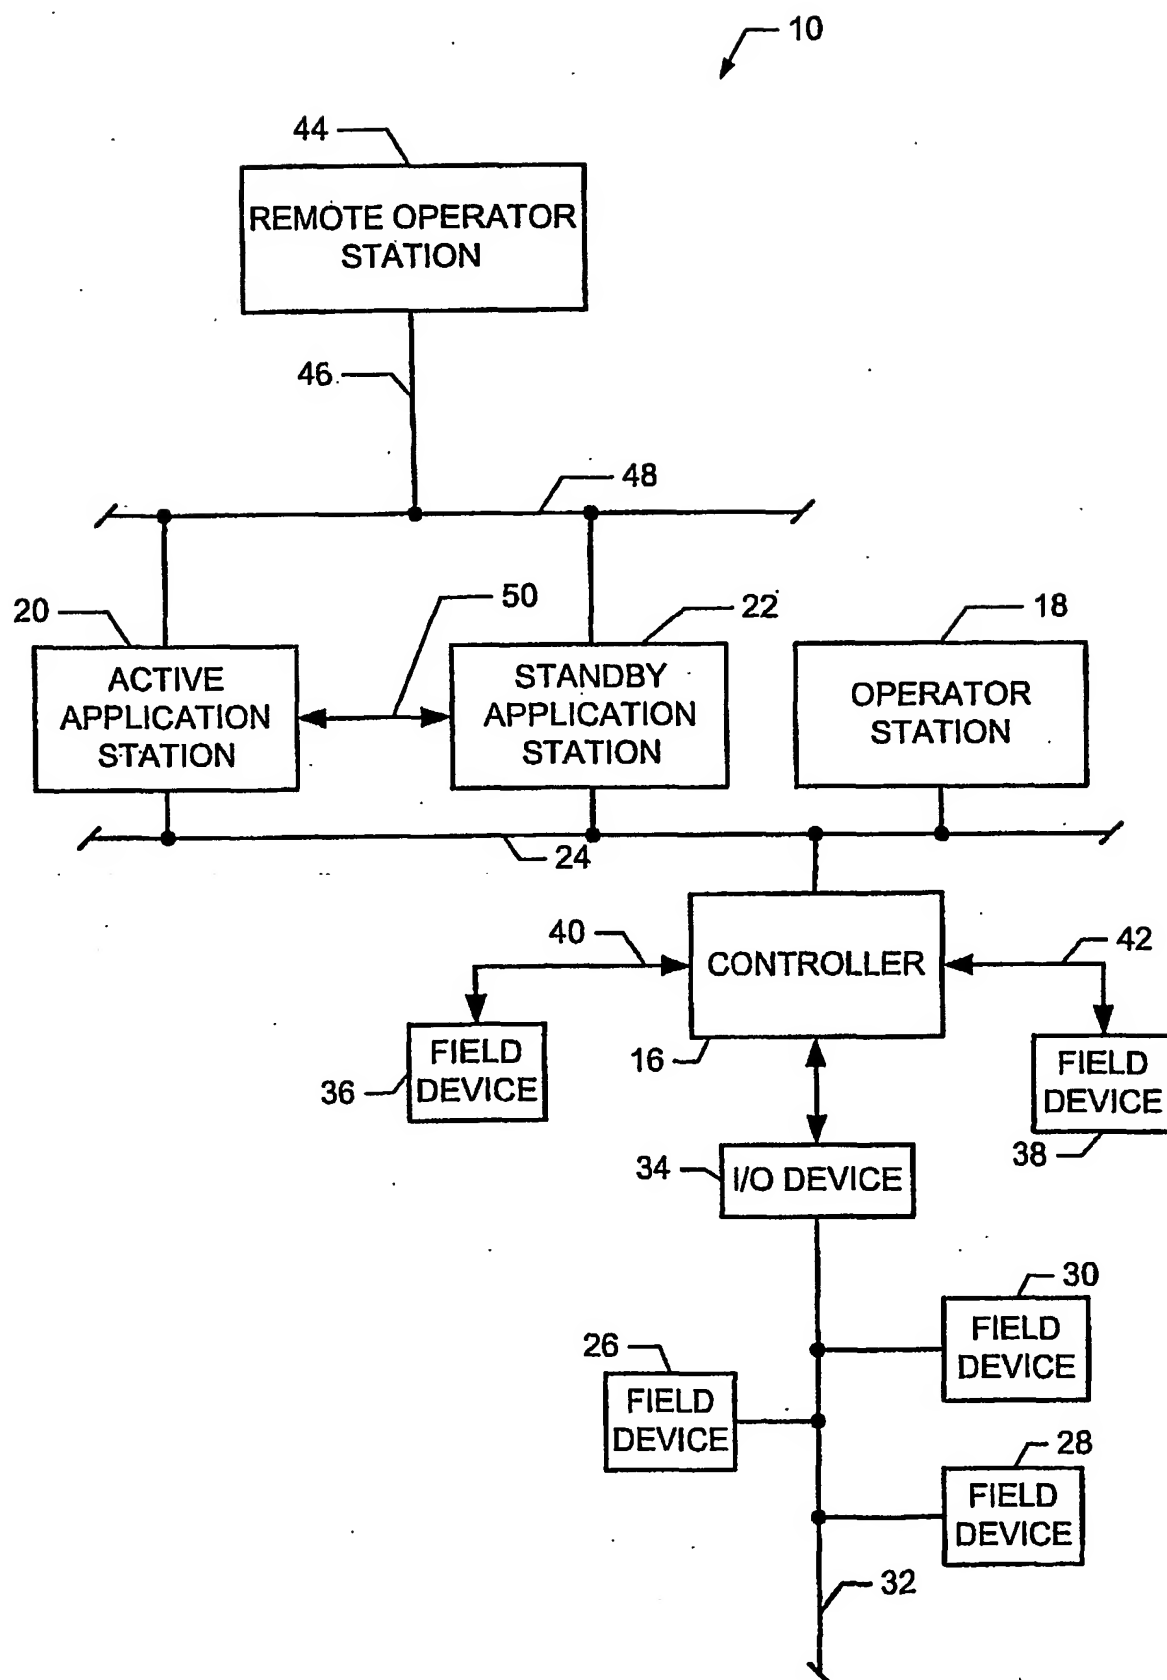 10
44
REMOTE OPERATOR
STATION
46
48
20
50
22
18
ACTIVE
APPLICATION
STATION
STANDBY
APPLICATION
STATION
OPERATOR
STATION
24
40
42
CONTROLLER
16
36
FIELD
DEVICE
FIELD
DEVICE
38
34
I/O DEVICE
30
FIELD
DEVICE
26
FIELD
DEVICE
28
FIELD
DEVICE
32